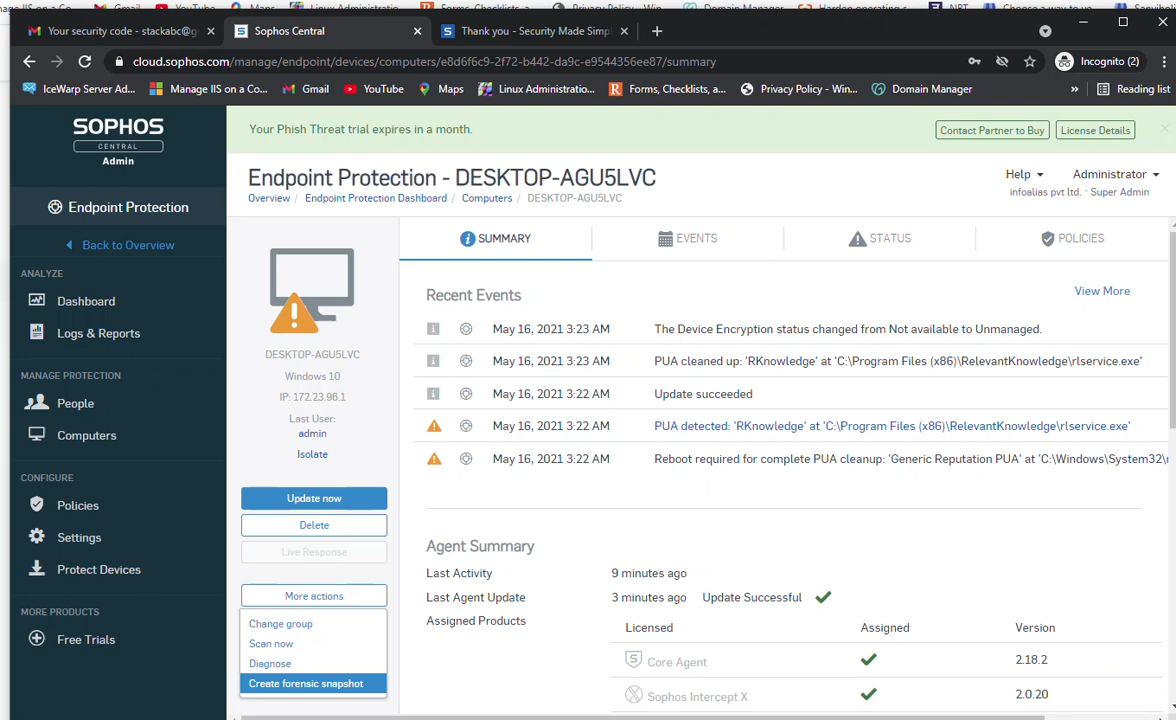 Your security code - stackabc@g
Sophos Central
Thank you - Security Made Simpl
cloud.sophos.com/manage/endpoint/devices/computers/e8d6f6c9-2f72-b442-da9c-e9544356ee87/summary
Incognito (2)
IceWarp Server Ad...
Manage IIS on a Co...
Gmail
YouTube
Maps
Linux Administratio...
Forms, Checklists, a...
Privacy Policy - Win...
Domain Manager
»
Reading list
SOPHOS
CENTRAL
Admin
Endpoint Protection
Back to Overview
ANALYZE
Dashboard
Logs & Reports
MANAGE PROTECTION
People
Computers
CONFIGURE
Policies
Settings
Protect Devices
MORE PRODUCTS
Free Trials
Your Phish Threat trial expires in a month.
Contact Partner to Buy
License Details
Endpoint Protection - DESKTOP-AGU5LVC
Overview / Endpoint Protection Dashboard / Computers / DESKTOP-AGU5LVC
Help
Administrator
infoalias pvt ltd. · Super Admin
DESKTOP-AGU5LVC
Windows 10
IP: 172.23.96.1
Last User:
admin
Isolate
Update now
Delete
Live Response
More actions
Change group
Scan now
Diagnose
Create forensic snapshot
SUMMARY
EVENTS
STATUS
POLICIES
Recent Events
View More
May 16, 2021 3:23 AM The Device Encryption status changed from Not available to Unmanaged.
May 16, 2021 3:23 AM PUA cleaned up: 'RKnowledge' at 'C:\Program Files (x86)\RelevantKnowledge\rlservice.exe'
May 16, 2021 3:22 AM Update succeeded
May 16, 2021 3:22 AM PUA detected: 'RKnowledge' at 'C:\Program Files (x86)\RelevantKnowledge\rlservice.exe'
May 16, 2021 3:22 AM Reboot required for complete PUA cleanup: 'Generic Reputation PUA' at 'C:\Windows\System32\
Agent Summary
Last Activity 9 minutes ago
Last Agent Update 3 minutes ago Update Successful
Assigned Products
Licensed Assigned Version
Core Agent 2.18.2
Sophos Intercept X 2.0.20